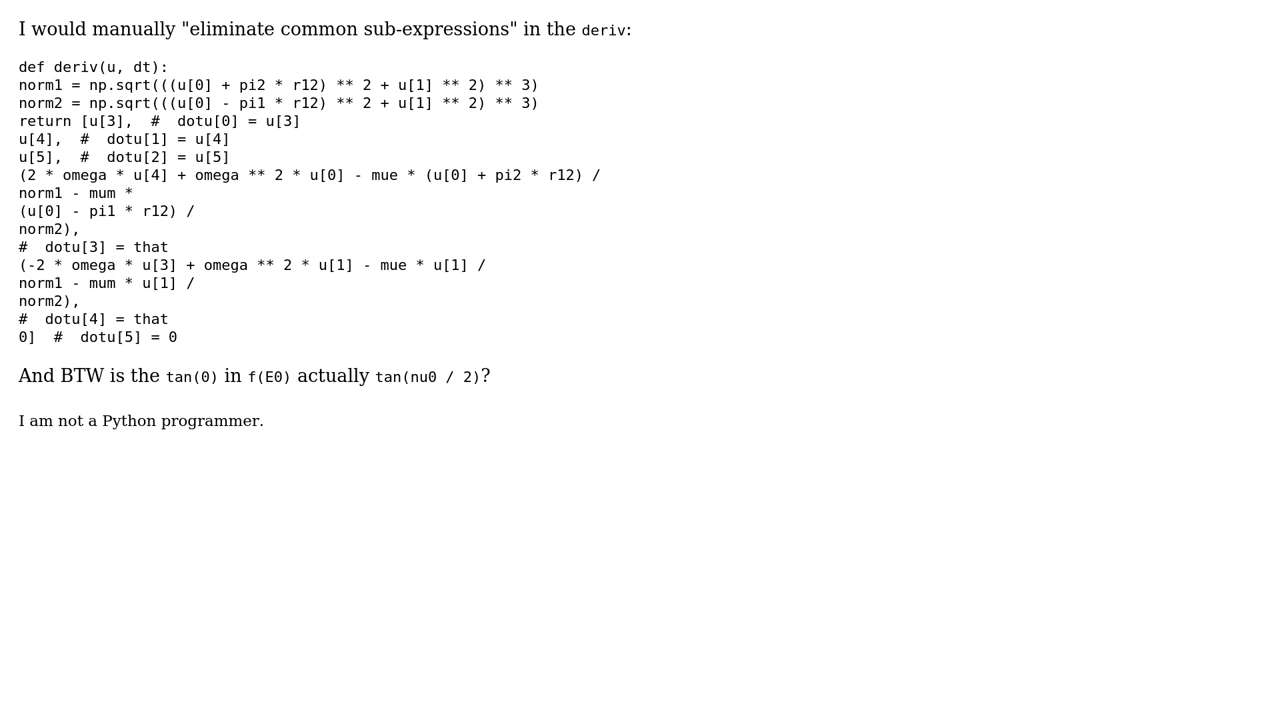 I would manually "eliminate common sub-expressions" in the deriv:
def deriv(u, dt):
norm1 = np.sqrt(((u[0] + pi2 * r12) ** 2 + u[1] ** 2) ** 3)
norm2 = np.sqrt(((u[0] - pi1 * r12) ** 2 + u[1] ** 2) ** 3)
return [u[3],  #  dotu[0] = u[3]
u[4],  #  dotu[1] = u[4]
u[5],  #  dotu[2] = u[5]
(2 * omega * u[4] + omega ** 2 * u[0] - mue * (u[0] + pi2 * r12) /
norm1 - mum *
(u[0] - pi1 * r12) /
norm2),
#  dotu[3] = that
(-2 * omega * u[3] + omega ** 2 * u[1] - mue * u[1] /
norm1 - mum * u[1] /
norm2),
#  dotu[4] = that
0]  #  dotu[5] = 0
And BTW is the tan(0) in f(E0) actually tan(nu0 / 2)?
I am not a Python programmer.